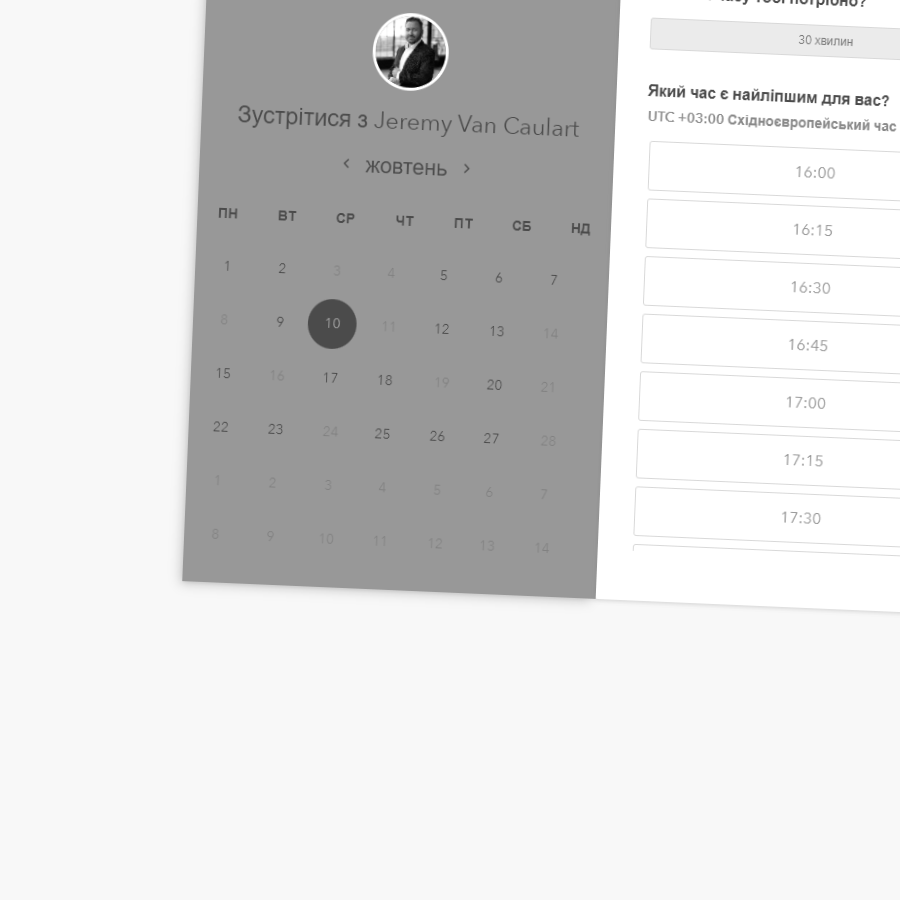 Зустрітися з Jeremy Van Caulart
‹ жовтень ›
ПН ВТ СР ЧТ ПТ СБ НД
1 2 3 4 5 6 7
8 9 10 11 12 13 14
15 16 17 18 19 20 21
22 23 24 25 26 27 28
1 2 3 4 5 6 7
8 9 10 11 12 13 14
потрібно?
30 хвилин
Який час є найліпшим для вас?
UTC +03:00 Східноєвропейський час
16:00
16:15
16:30
16:45
17:00
17:15
17:30